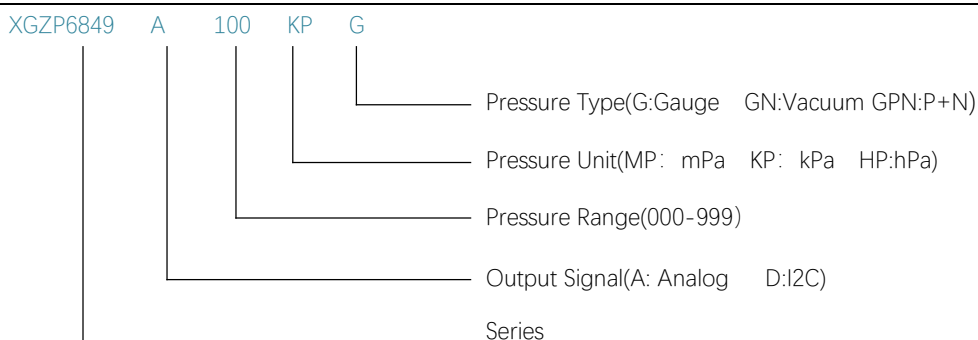 XGZP6849 A 100 KP G
Pressure Type(G:Gauge GN:Vacuum GPN:P+N)
Pressure Unit(MP：mPa KP：kPa HP:hPa)
Pressure Range(000-999）
Output Signal(A: Analog D:I2C)
Series